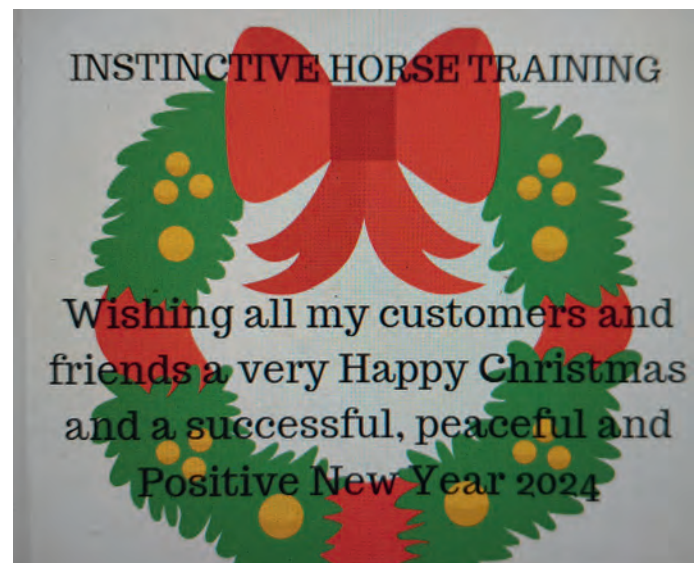 INSTINCTIVE HORSE TRAINING
Wishing all my customers and
friends a very Happy Christmas
and a successful, peaceful and
Positive New Year 2024